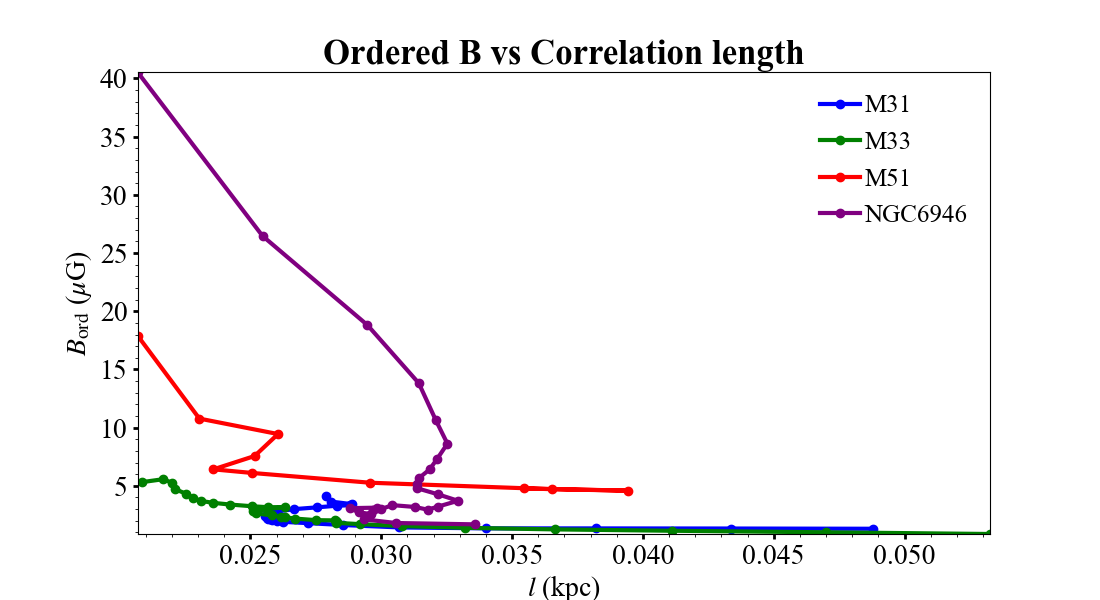 Ordered B vs Correlation length
40
35
30
25
20
15
10
5
B_ord (μG)
M31
M33
M51
NGC6946
0.025 0.030 0.035 0.040 0.045 0.050
l (kpc)